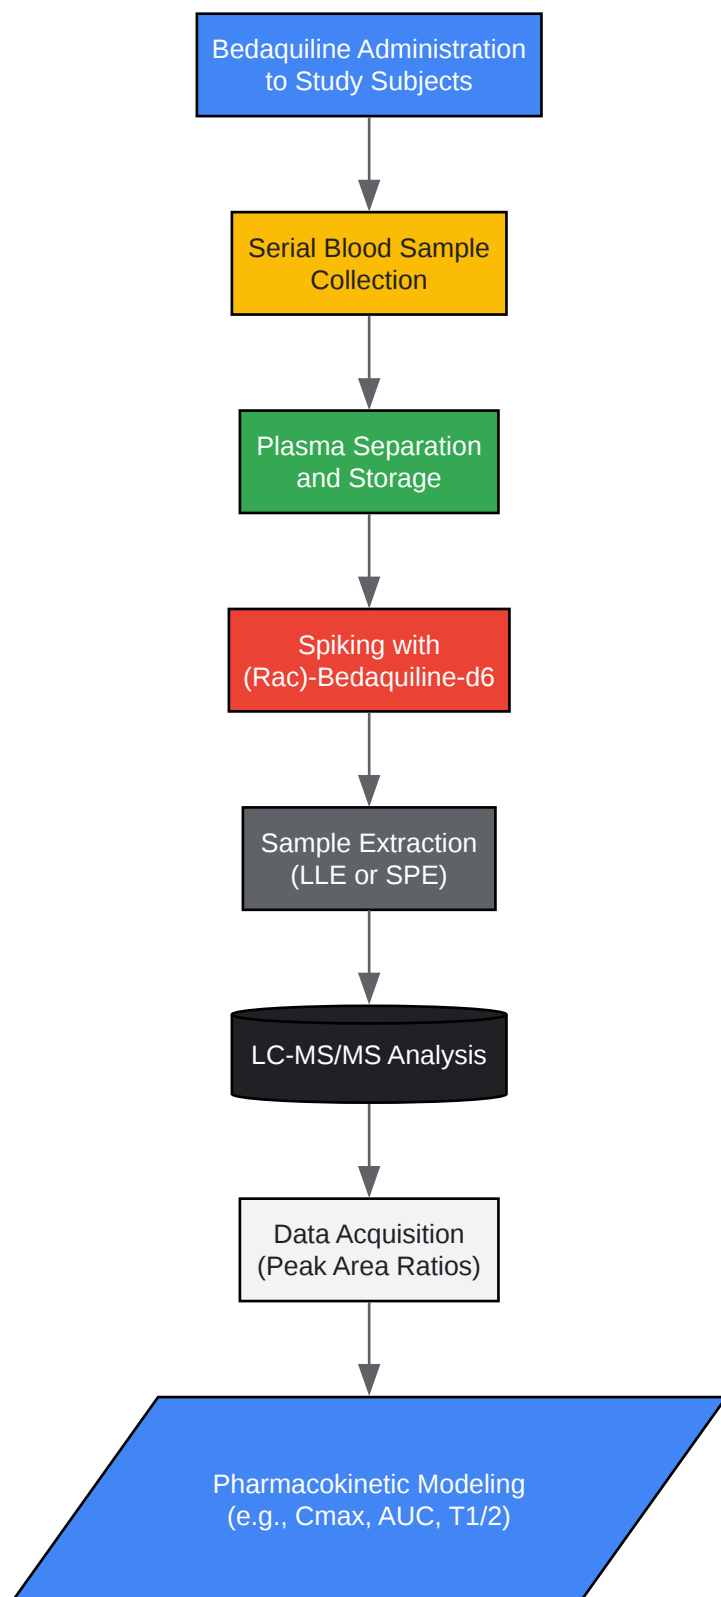 Bedaquiline Administration
to Study Subjects
Serial Blood Sample
Collection
Plasma Separation
and Storage
Spiking with
(Rac)-Bedaquiline-d6
Sample Extraction
(LLE or SPE)
LC-MS/MS Analysis
Data Acquisition
(Peak Area Ratios)
Pharmacokinetic Modeling
(e.g., Cmax, AUC, T1/2)